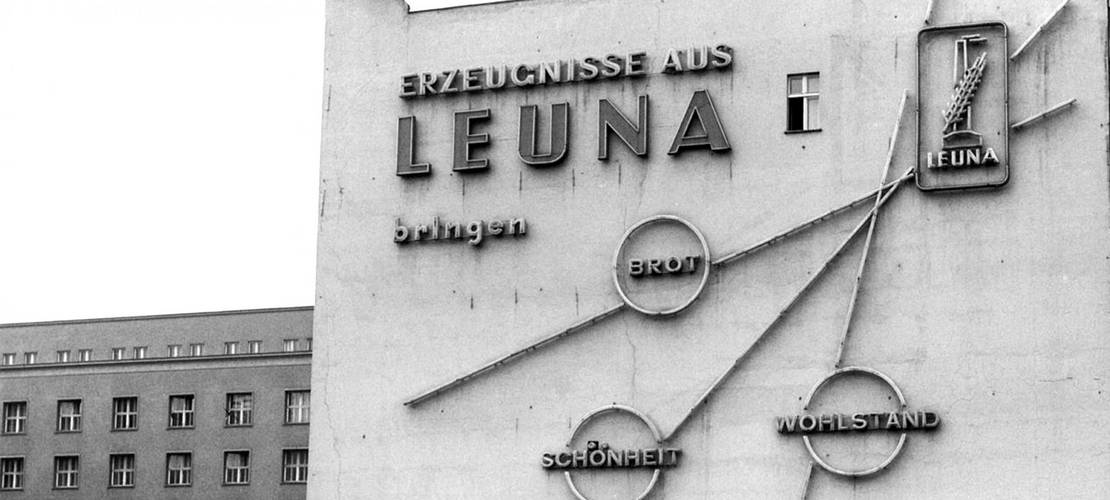 ERZEUGNISSE AUS
LEUNA
bringen
LEUNA
BROT
WOHLSTAND
SCHÖNHEIT